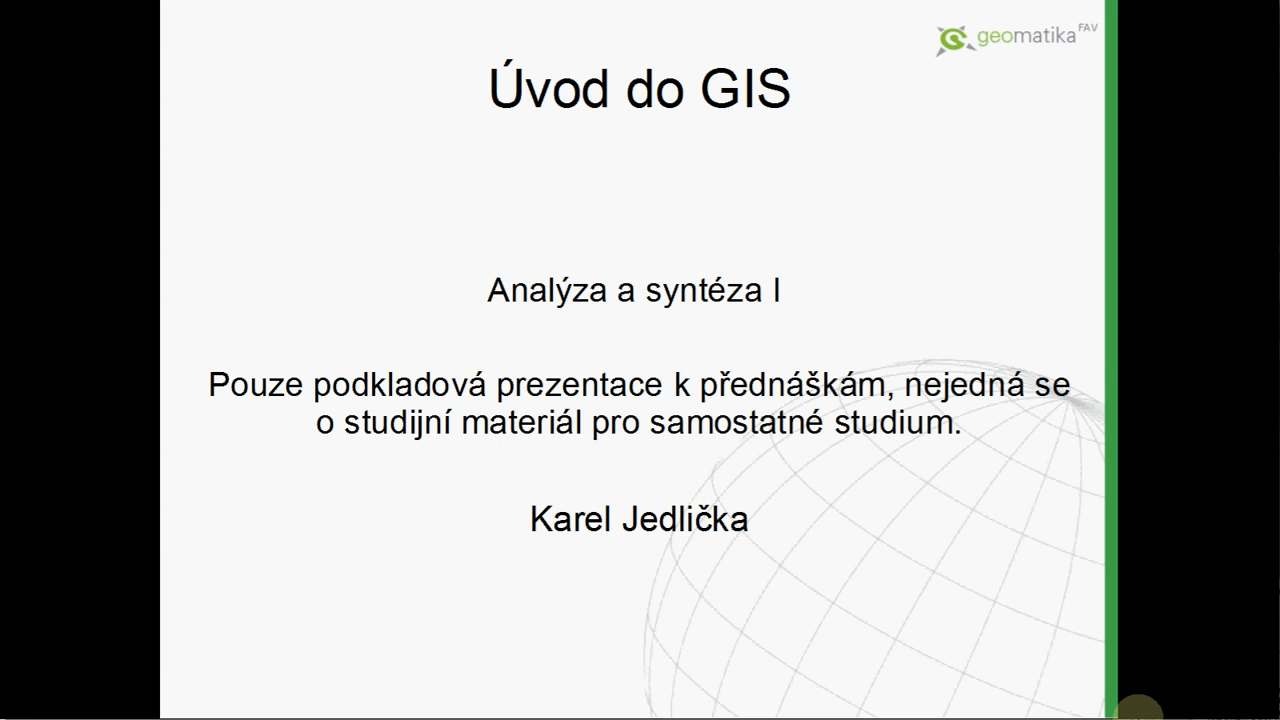 geomatika FAV
Úvod do GIS
Analýza a syntéza I
Pouze podkladová prezentace k přednáškám, nejedná se
o studijní materiál pro samostatné studium.
Karel Jedlička